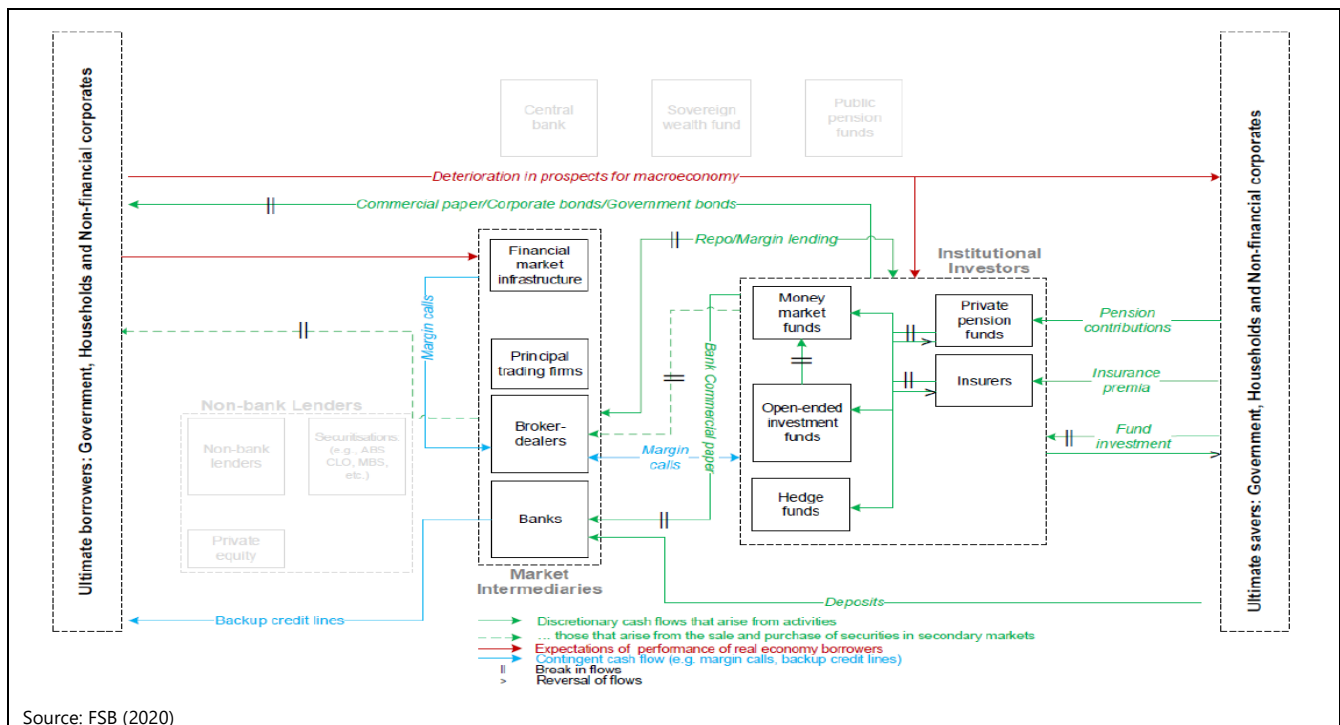 Ultimate borrowers: Government, Households and Non-financial corporates
Central
bank
Sovereign
wealth fund
Public
pension
funds
Deterioration in prospects for macroeconomy
Commercial paper/Corporate bonds/Government bonds
Repo/Margin lending
Financial
market
infrastructure
Margin calls
Principal
trading firms
Broker-
dealers
Banks
Market
Intermediaries
Non-bank Lenders
Non-bank
lenders
Securitisations
(e.g., ABS,
CLO, MBS,
etc.)
Private
equity
Backup credit lines
Bank Commercial paper
Margin
calls
Institutional
Investors
Money
market
funds
Private
pension
funds
Insurers
Open-ended
investment
funds
Hedge
funds
Pension
contributions
Insurance
premia
Fund
investment
Deposits
Ultimate savers: Government, Households and Non-financial corporates
Discretionary cash flows that arise from activities
... those that arise from the sale and purchase of securities in secondary markets
Expectations of performance of real economy borrowers
Contingent cash flow (e.g. margin calls, backup credit lines)
|| Break in flows
> Reversal of flows
Source: FSB (2020)